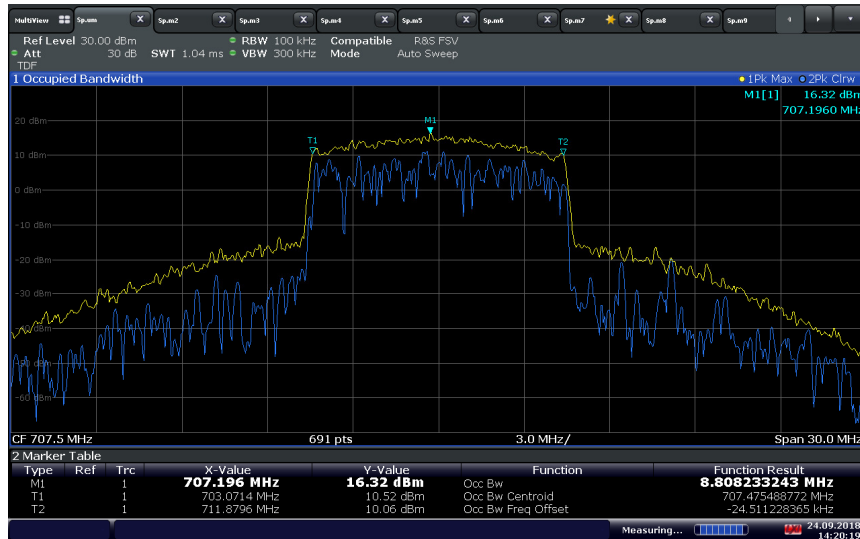 MultiView Sp.um X Sp.m2 X Sp.m3 X Sp.m4 X Sp.m5 X Sp.m6 X Sp.m7 X Sp.m8 X Sp.m9
Ref Level 30.00 dBm RBW 100 kHz Compatible R&S FSV
Att 30 dB SWT 1.04 ms VBW 300 kHz Mode Auto Sweep
TDF
1 Occupied Bandwidth 1Pk Max 2Pk Clrw
M1[1] 16.32 dBm
707.1960 MHz
20 dBm
M1
T1 T2
10 dBm
0 dBm
-10 dBm
-20 dBm
-30 dBm
-40 dBm
-50 dBm
-60 dBm
CF 707.5 MHz 691 pts 3.0 MHz/ Span 30.0 MHz
2 Marker Table
Type Ref Trc X-Value Y-Value Function Function Result
M1 1 707.196 MHz 16.32 dBm Occ Bw 8.808233243 MHz
T1 1 703.0714 MHz 10.52 dBm Occ Bw Centroid 707.475488772 MHz
T2 1 711.8796 MHz 10.06 dBm Occ Bw Freq Offset -24.511228365 kHz
Measuring... 24.09.2018
14:20:19